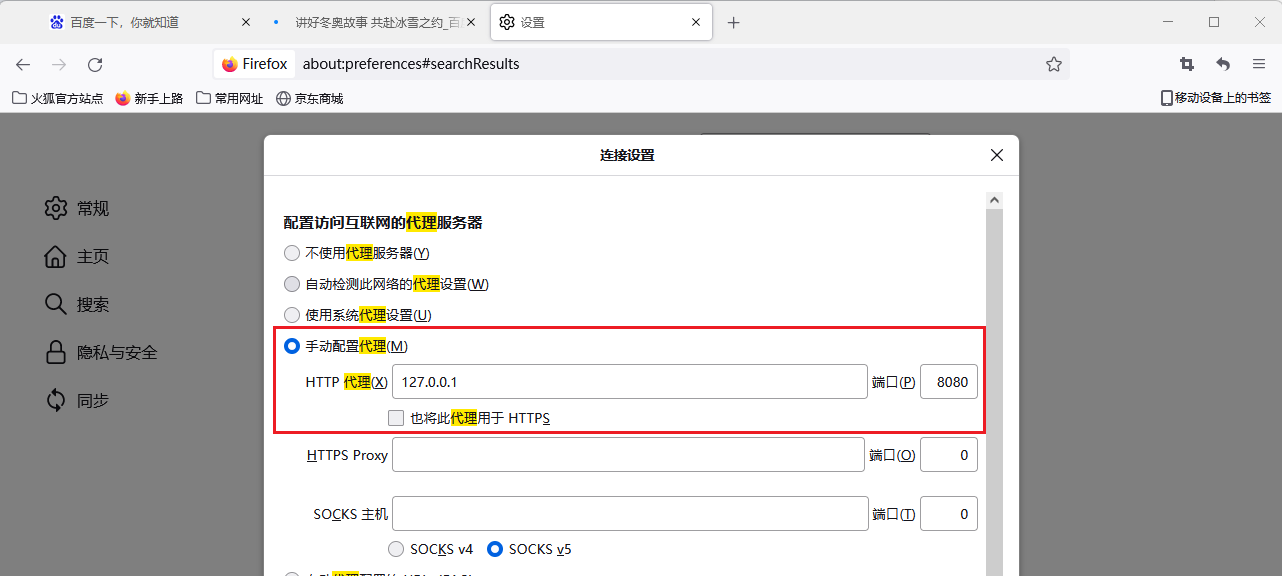 百度一下，你就知道
讲好冬奥故事 共赴冰雪之约_百
设置
Firefox about:preferences#searchResults
火狐官方站点 新手上路 常用网址 京东商城 移动设备上的书签
连接设置
常规
主页
搜索
隐私与安全
同步
配置访问互联网的代理服务器
不使用代理服务器(Y)
自动检测此网络的代理设置(W)
使用系统代理设置(U)
手动配置代理(M)
HTTP 代理(X) 127.0.0.1 端口(P) 8080
也将此代理用于 HTTPS
HTTPS Proxy 端口(O) 0
SOCKS 主机 端口(T) 0
SOCKS v4 SOCKS v5